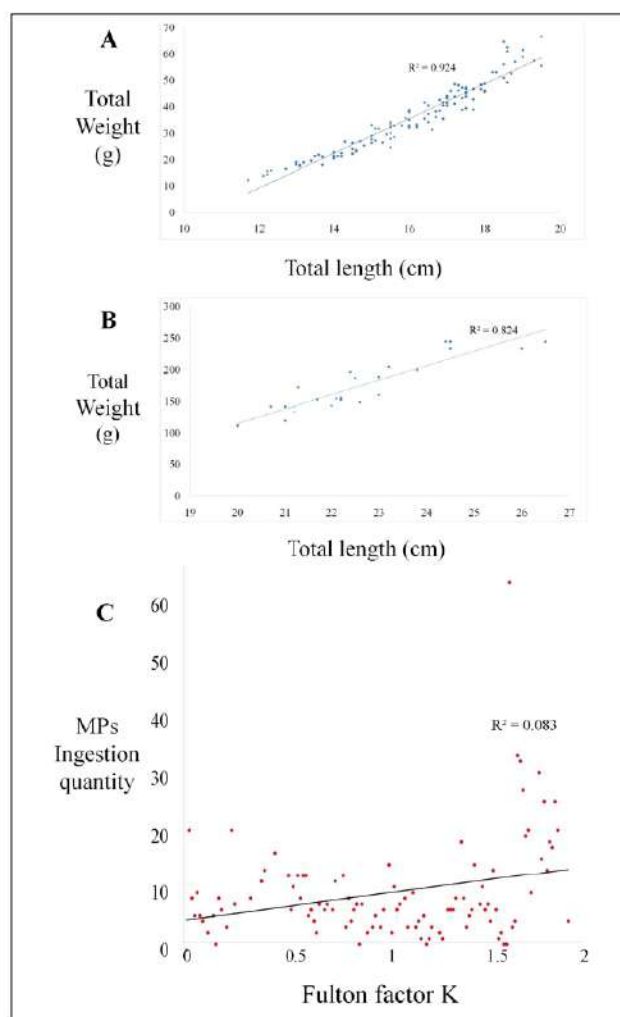 A
Total
Weight
(g)
70
60
50
40
30
20
10
0
R² = 0.924
10
12
14
16
18
20
Total length (cm)
B
Total
Weight
(g)
300
250
200
150
100
50
0
R² = 0.824
19
20
21
22
23
24
25
26
27
Total length (cm)
C
MPs
Ingestion
quantity
60
50
40
30
20
10
0
R² = 0.083
0
0.5
1
1.5
2
Fulton factor K